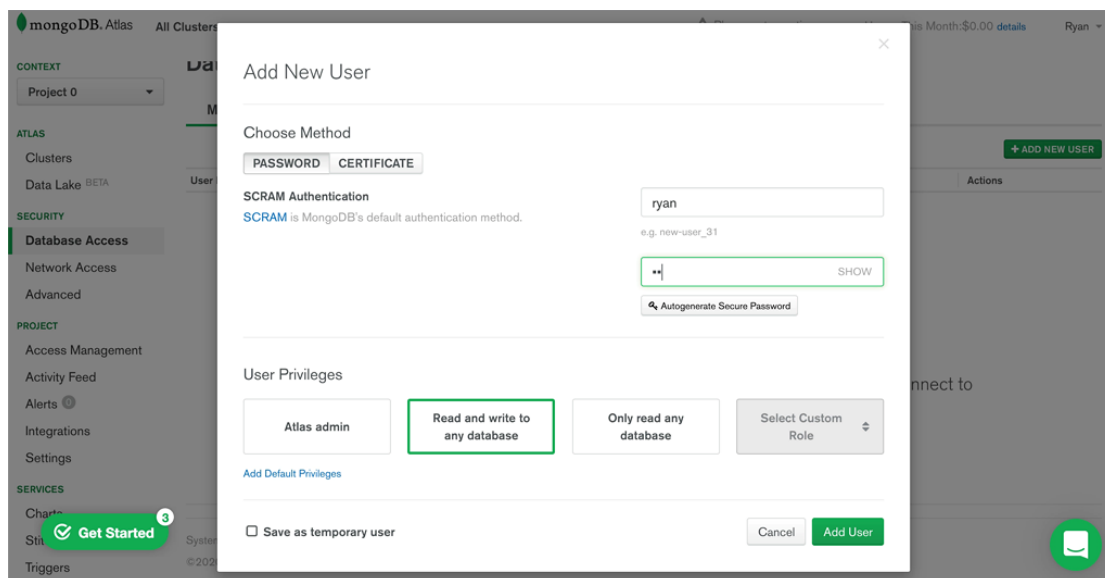 mongoDB. Atlas
All Clusters
This Month:$0.00 details
Ryan
CONTEXT
Project 0
ATLAS
Clusters
Data Lake BETA
SECURITY
Database Access
Network Access
Advanced
PROJECT
Access Management
Activity Feed
Alerts 0
Integrations
Settings
SERVICES
Charts
Triggers
Get Started
3
User
+ ADD NEW USER
Actions
Add New User
Choose Method
PASSWORD CERTIFICATE
SCRAM Authentication
SCRAM is MongoDB's default authentication method.
ryan
e.g. new-user_31
••
SHOW
Autogenerate Secure Password
User Privileges
Atlas admin
Read and write to
any database
Only read any
database
Select Custom
Role
Add Default Privileges
Save as temporary user
Cancel
Add User